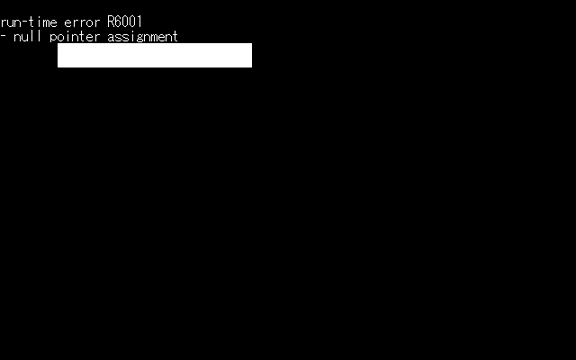 run-time error R6001
- null pointer assignment